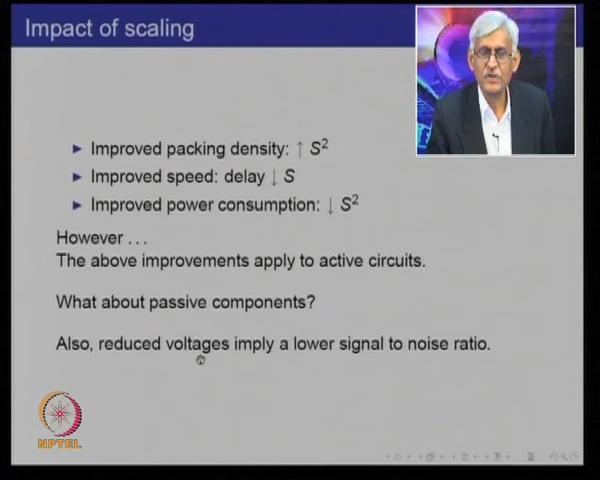 Impact of scaling
Improved packing density: ↑ S²
Improved speed: delay ↓ S
Improved power consumption: ↓ S²
However ...
The above improvements apply to active circuits.
What about passive components?
Also, reduced voltages imply a lower signal to noise ratio.
NPTEL